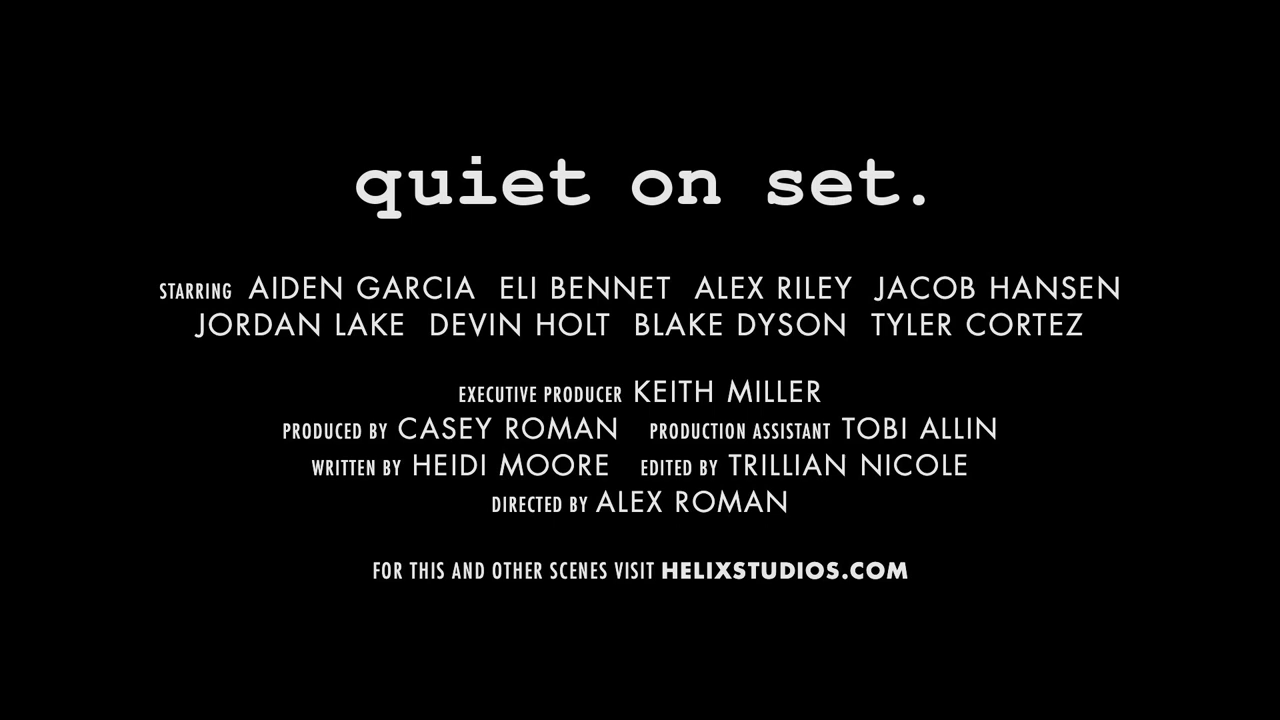 quiet on set.
STARRING AIDEN GARCIA ELI BENNET ALEX RILEY JACOB HANSEN
JORDAN LAKE DEVIN HOLT BLAKE DYSON TYLER CORTEZ
EXECUTIVE PRODUCER KEITH MILLER
PRODUCED BY CASEY ROMAN PRODUCTION ASSISTANT TOBI ALLIN
WRITTEN BY HEIDI MOORE EDITED BY TRILLIAN NICOLE
DIRECTED BY ALEX ROMAN
FOR THIS AND OTHER SCENES VISIT HELIXSTUDIOS.COM